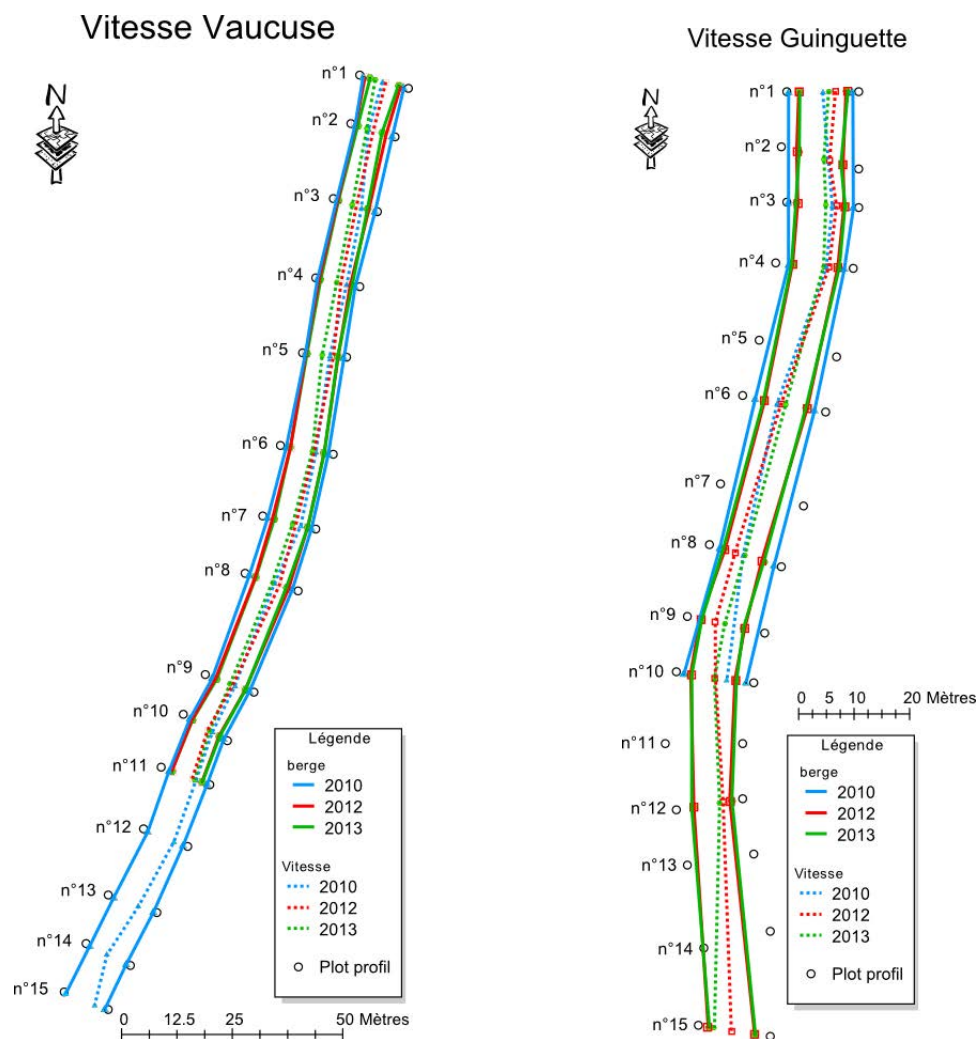 Vitesse Vaucuse
N
n°1
n°2
n°3
n°4
n°5
n°6
n°7
n°8
n°9
n°10
n°11
n°12
n°13
n°14
n°15
Légende
berge
2010
2012
2013
Vitesse
2010
2012
2013
Plot profil
0 12.5 25 50 Mètres
Vitesse Guinguette
N
n°1
n°2
n°3
n°4
n°5
n°6
n°7
n°8
n°9
n°10
n°11
n°12
n°13
n°14
n°15
0 5 10 20 Mètres
Légende
berge
2010
2012
2013
Vitesse
2010
2012
2013
Plot profil